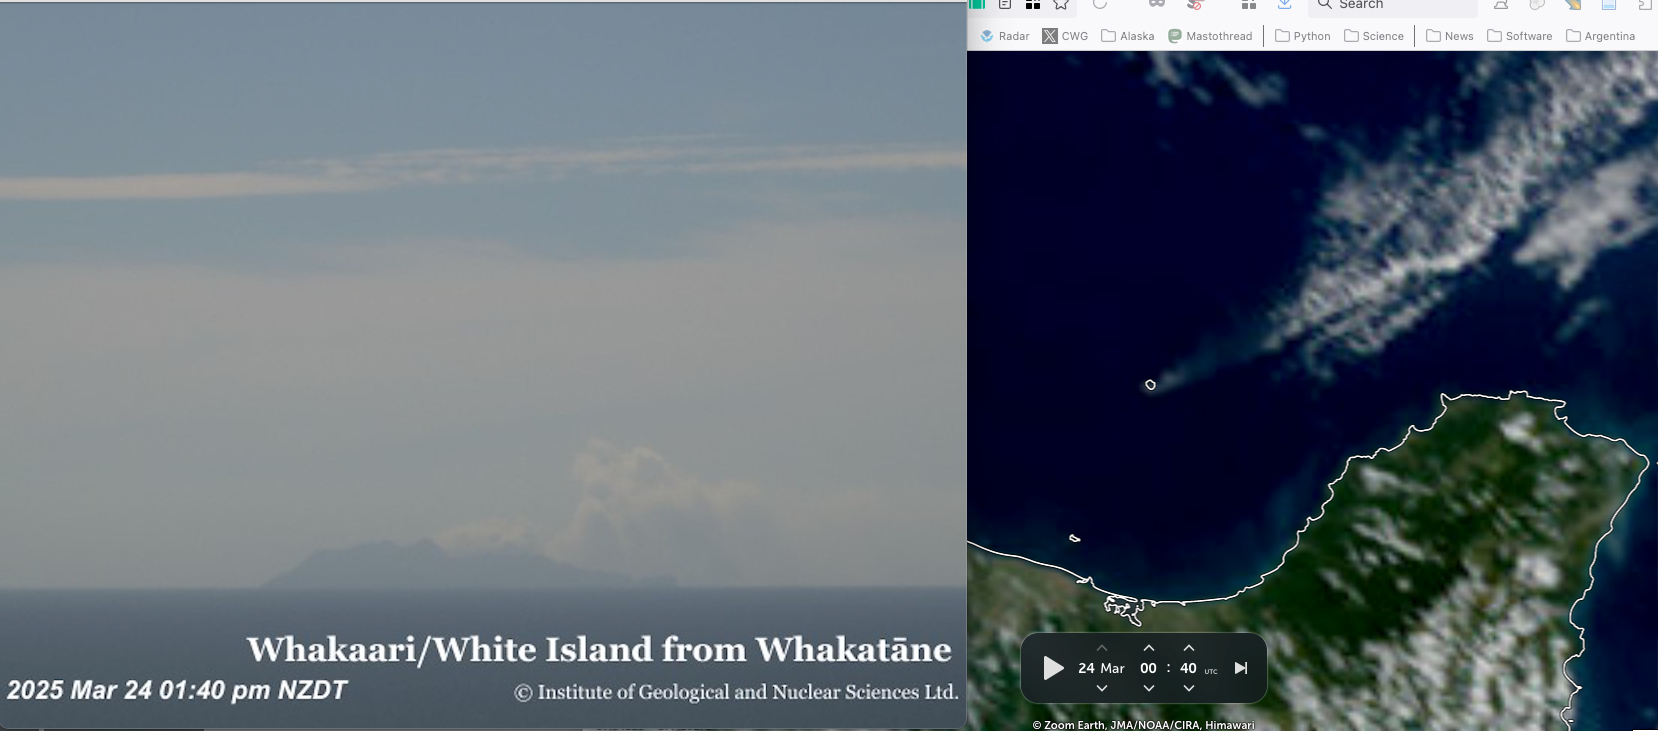 Search
Radar
CWG
Alaska
Mastothread
Python
Science
News
Software
Argentina
Whakaari/White Island from Whakatāne
2025 Mar 24 01:40 pm NZDT
© Institute of Geological and Nuclear Sciences Ltd.
24 Mar 00 : 40 UTC
© Zoom Earth, JMA/NOAA/CIRA, Himawari